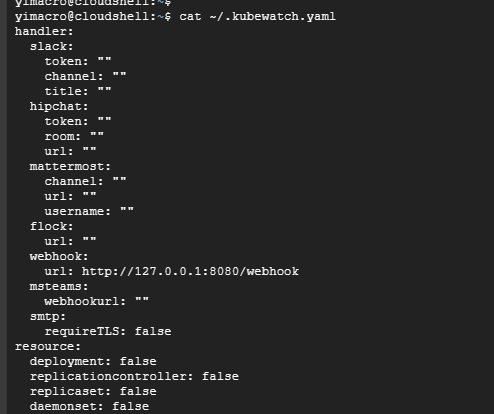 yimacro@cloudshell:~$
yimacro@cloudshell:~$ cat ~/.kubewatch.yaml
handler:
  slack:
    token: ""
    channel: ""
    title: ""
  hipchat:
    token: ""
    room: ""
    url: ""
  mattermost:
    channel: ""
    url: ""
    username: ""
  flock:
    url: ""
  webhook:
    url: http://127.0.0.1:8080/webhook
  msteams:
    webhookurl: ""
  smtp:
    requireTLS: false
resource:
  deployment: false
  replicationcontroller: false
  replicaset: false
  daemonset: false